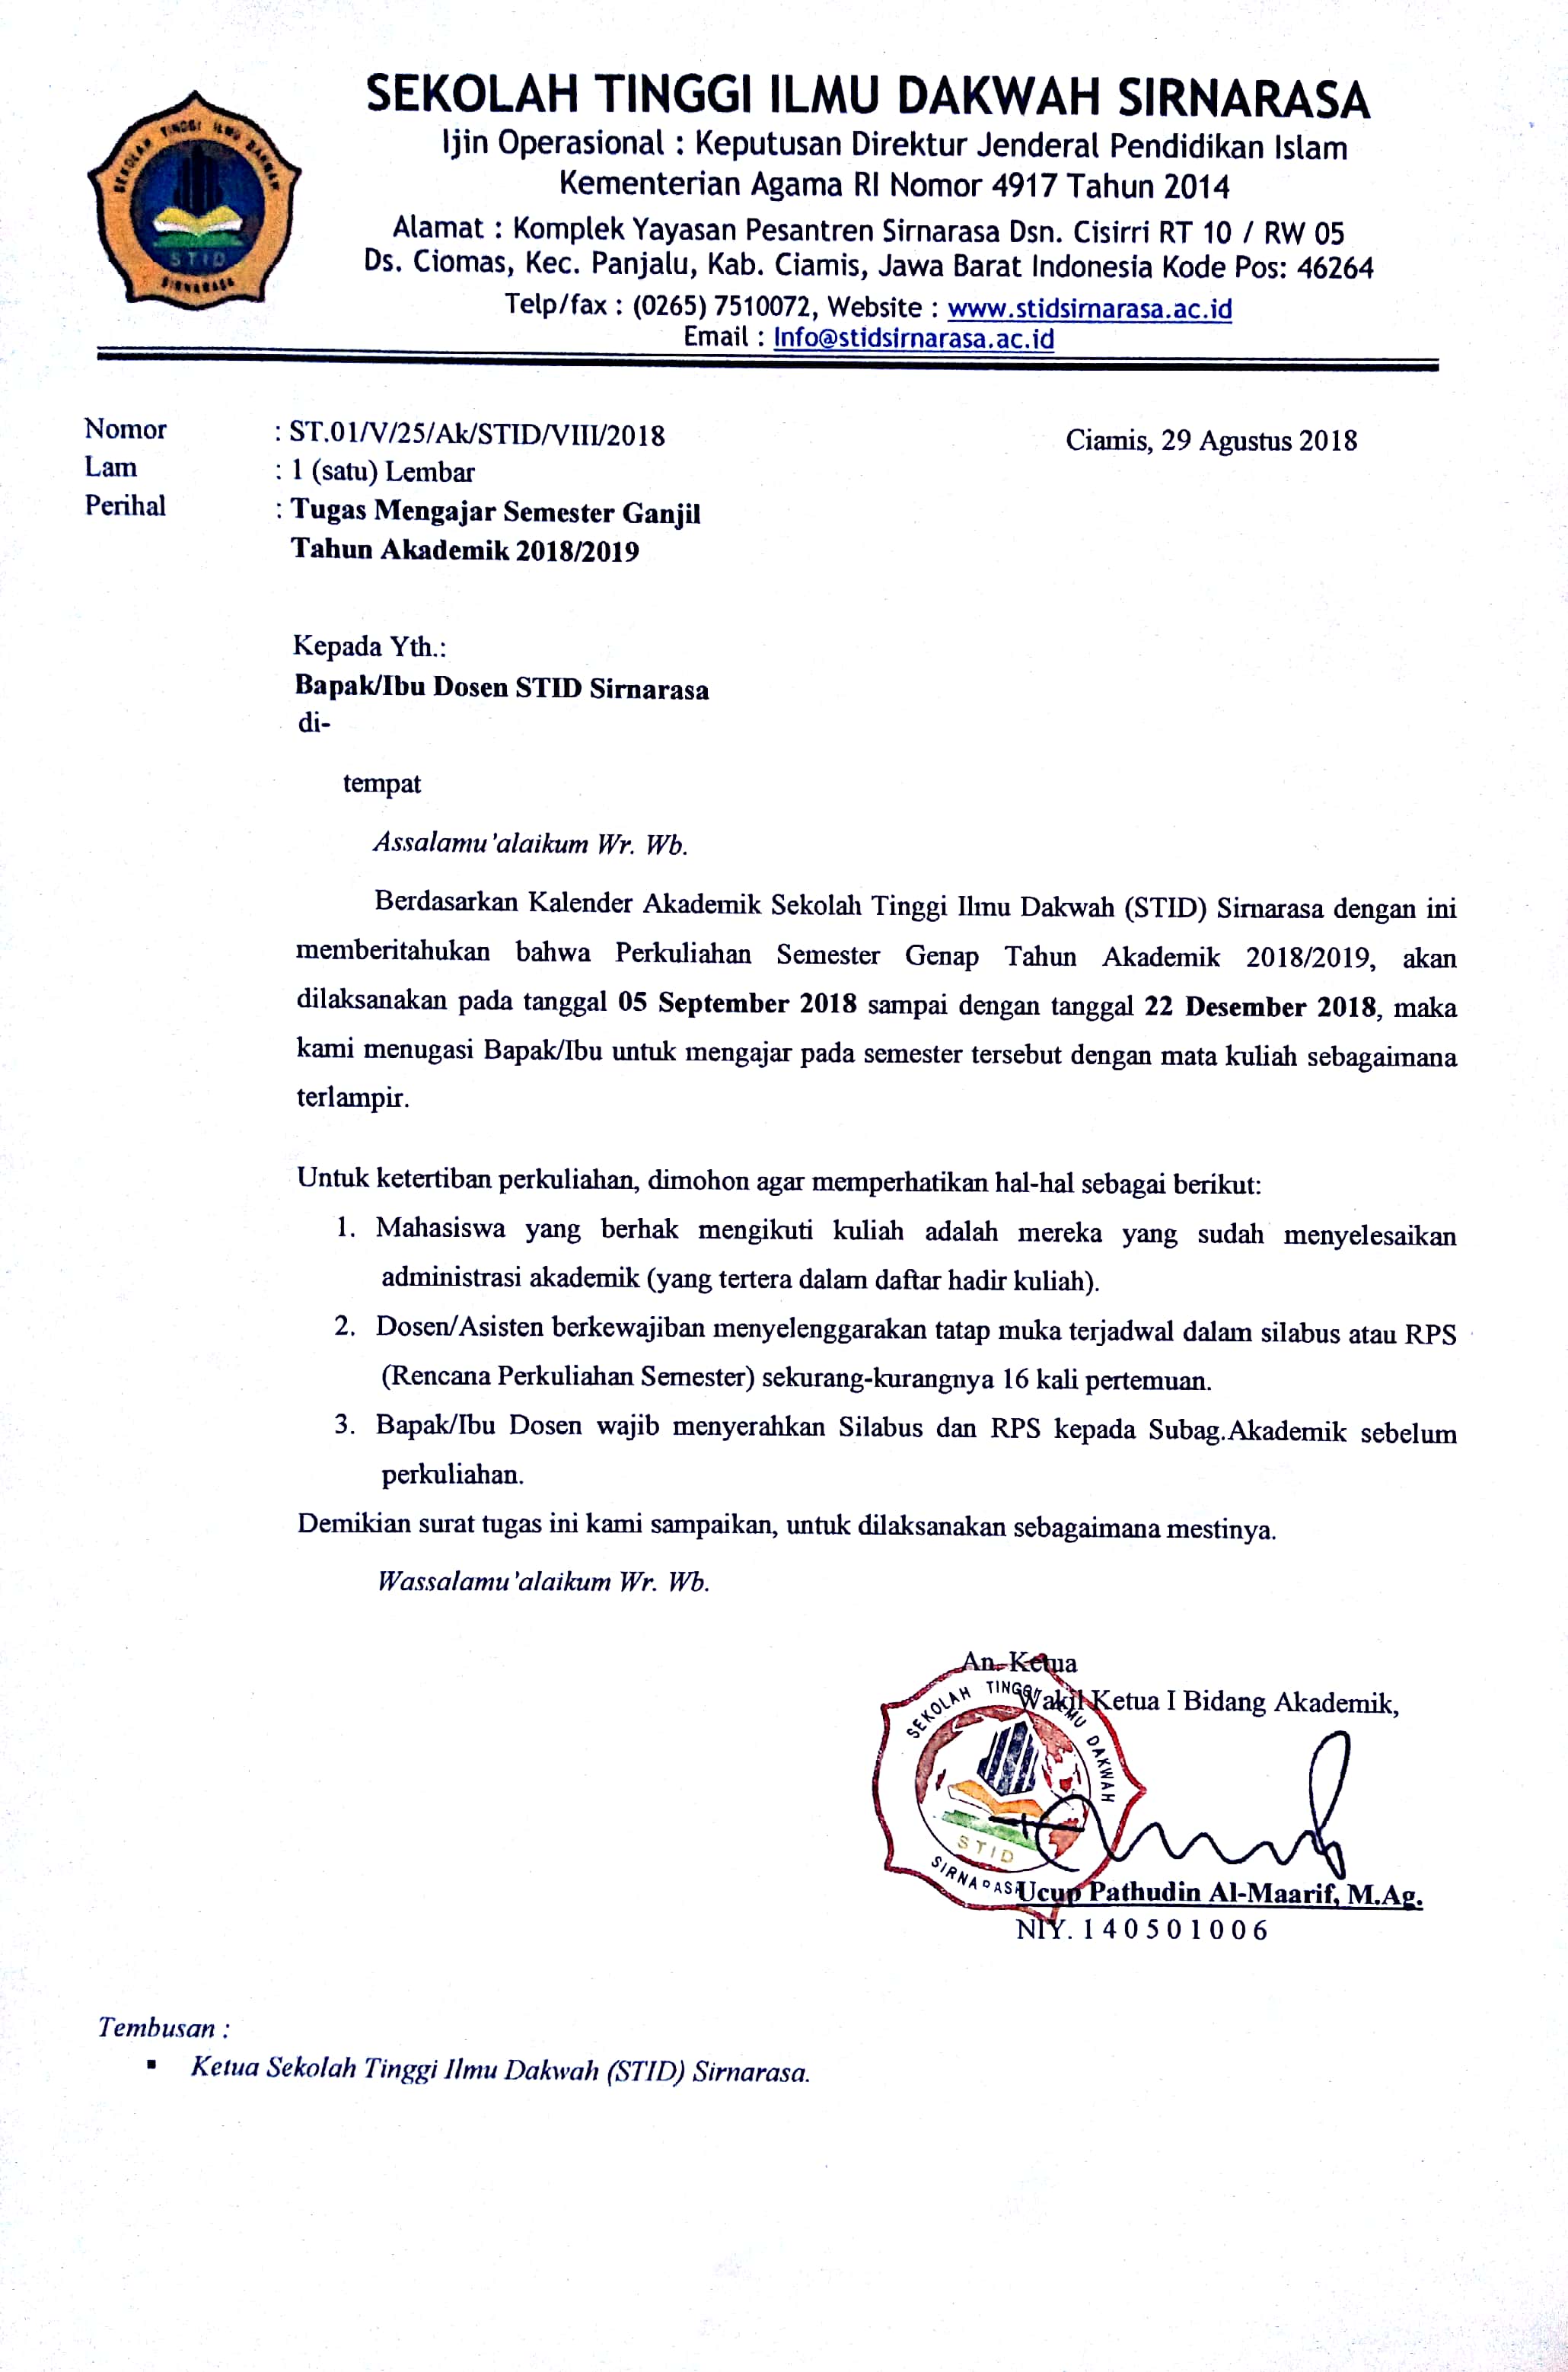 SEKOLAH TINGGI ILMU DAKWAH
STID
SIRNARASA
SEKOLAH TINGGI ILMU DAKWAH SIRNARASA
Ijin Operasional : Keputusan Direktur Jenderal Pendidikan Islam
Kementerian Agama RI Nomor 4917 Tahun 2014
Alamat : Komplek Yayasan Pesantren Sirnarasa Dsn. Cisirri RT 10 / RW 05
Ds. Ciomas, Kec. Panjalu, Kab. Ciamis, Jawa Barat Indonesia Kode Pos: 46264
Telp/fax : (0265) 7510072, Website : www.stidsirnarasa.ac.id
Email : Info@stidsirnarasa.ac.id
Nomor : ST.01/V/25/Ak/STID/VIII/2018 Ciamis, 29 Agustus 2018
Lam : 1 (satu) Lembar
Perihal : Tugas Mengajar Semester Ganjil
Tahun Akademik 2018/2019
Kepada Yth.:
Bapak/Ibu Dosen STID Sirnarasa
di-
tempat
Assalamu'alaikum Wr. Wb.
Berdasarkan Kalender Akademik Sekolah Tinggi Ilmu Dakwah (STID) Sirnarasa dengan ini
memberitahukan bahwa Perkuliahan Semester Genap Tahun Akademik 2018/2019, akan
dilaksanakan pada tanggal 05 September 2018 sampai dengan tanggal 22 Desember 2018, maka
kami menugasi Bapak/Ibu untuk mengajar pada semester tersebut dengan mata kuliah sebagaimana
terlampir.
Untuk ketertiban perkuliahan, dimohon agar memperhatikan hal-hal sebagai berikut:
1. Mahasiswa yang berhak mengikuti kuliah adalah mereka yang sudah menyelesaikan
administrasi akademik (yang tertera dalam daftar hadir kuliah).
2. Dosen/Asisten berkewajiban menyelenggarakan tatap muka terjadwal dalam silabus atau RPS
(Rencana Perkuliahan Semester) sekurang-kurangnya 16 kali pertemuan.
3. Bapak/Ibu Dosen wajib menyerahkan Silabus dan RPS kepada Subag.Akademik sebelum
perkuliahan.
Demikian surat tugas ini kami sampaikan, untuk dilaksanakan sebagaimana mestinya.
Wassalamu'alaikum Wr. Wb.
An. Ketua
Wakil Ketua I Bidang Akademik,
SEKOLAH TINGGI ILMU DAKWAH
STID
SIRNARASA
Ucup Pathudin Al-Maarif, M.Ag.
NIY. 1 4 0 5 0 1 0 0 6
Tembusan :
▪ Ketua Sekolah Tinggi Ilmu Dakwah (STID) Sirnarasa.